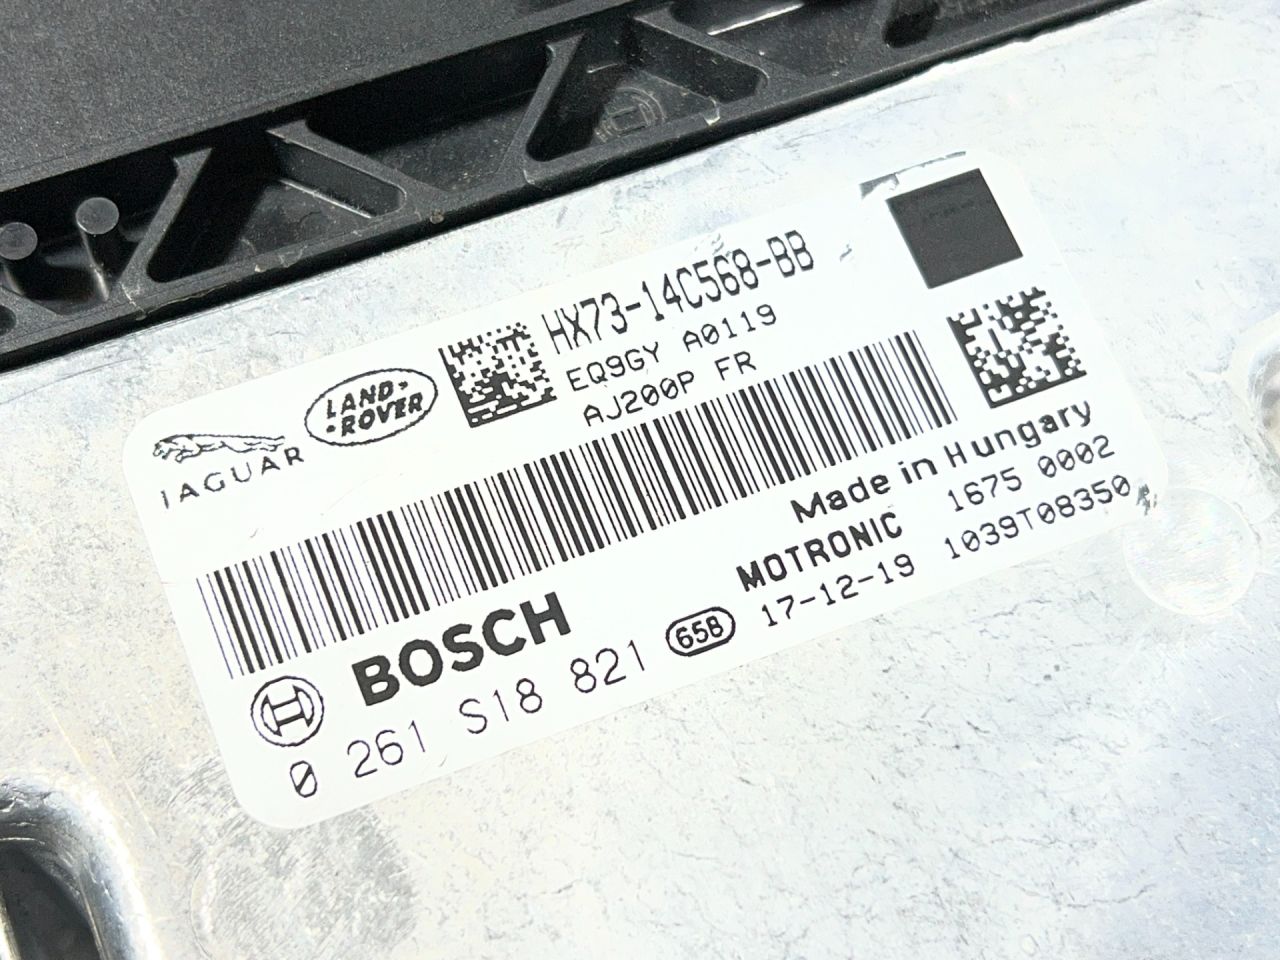 HX73-14C568-BB
EQ9GY A0119
AJ200P FR
LAND-
-ROVER
JAGUAR
Made in Hungary
MOTRONIC 1675 0002
17-12-19 1039T08350
BOSCH
0 261 S18 821 658